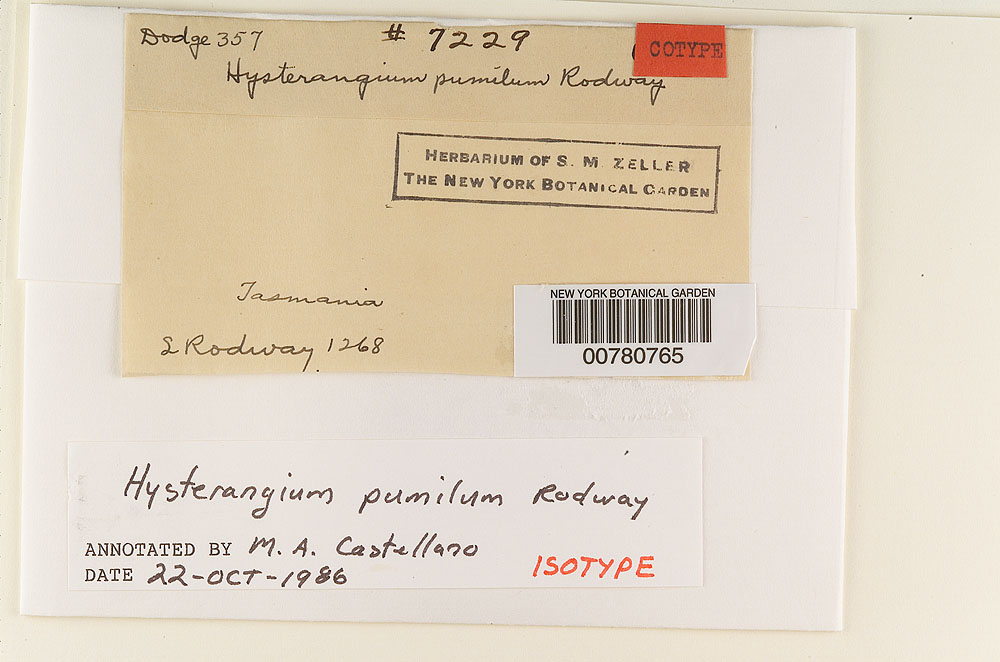 Dodge 357 # 7229 COTYPE
Hysterangium pumilum Rodway
HERBARIUM OF S. M. ZELLER
THE NEW YORK BOTANICAL GARDEN
Tasmania
L Rodway 1268
NEW YORK BOTANICAL GARDEN
00780765
Hysterangium pumilum Rodway
ANNOTATED BY M. A. Castellano
DATE 22-OCT-1986
ISOTYPE